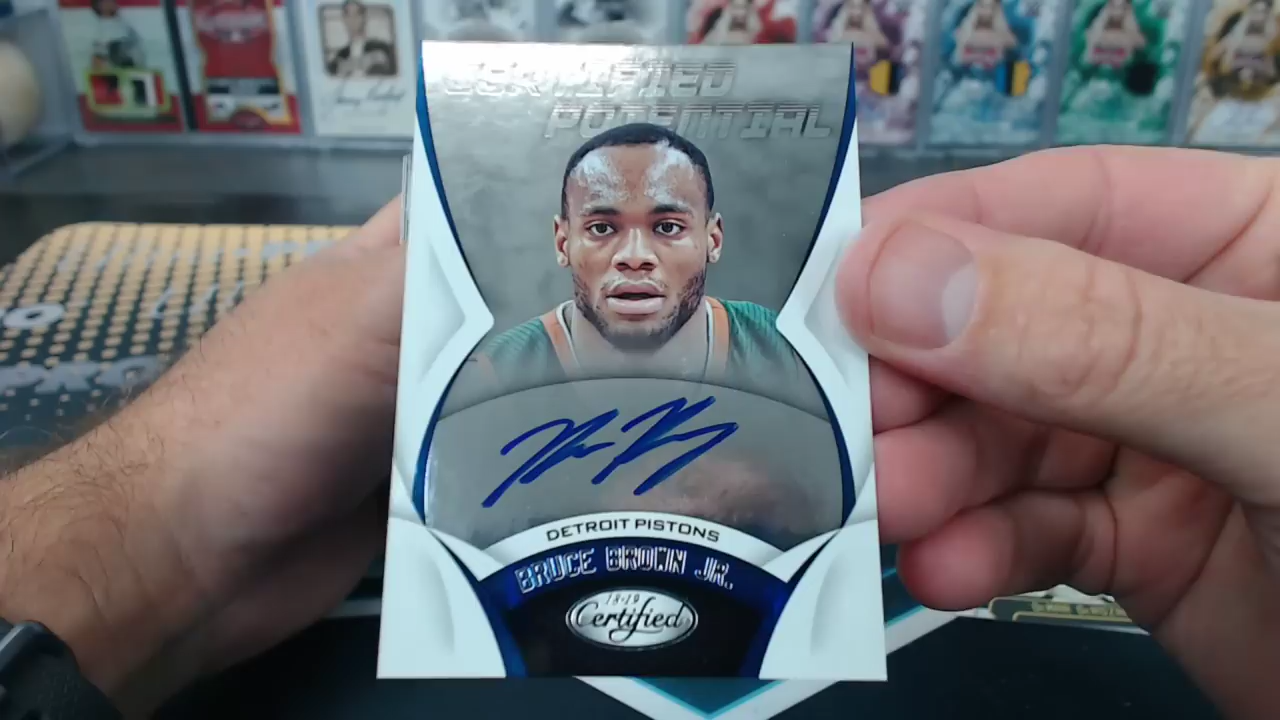 CERTIFIED
POTENTIAL
DETROIT PISTONS
BRUCE BROWN JR.
18-19
Certified